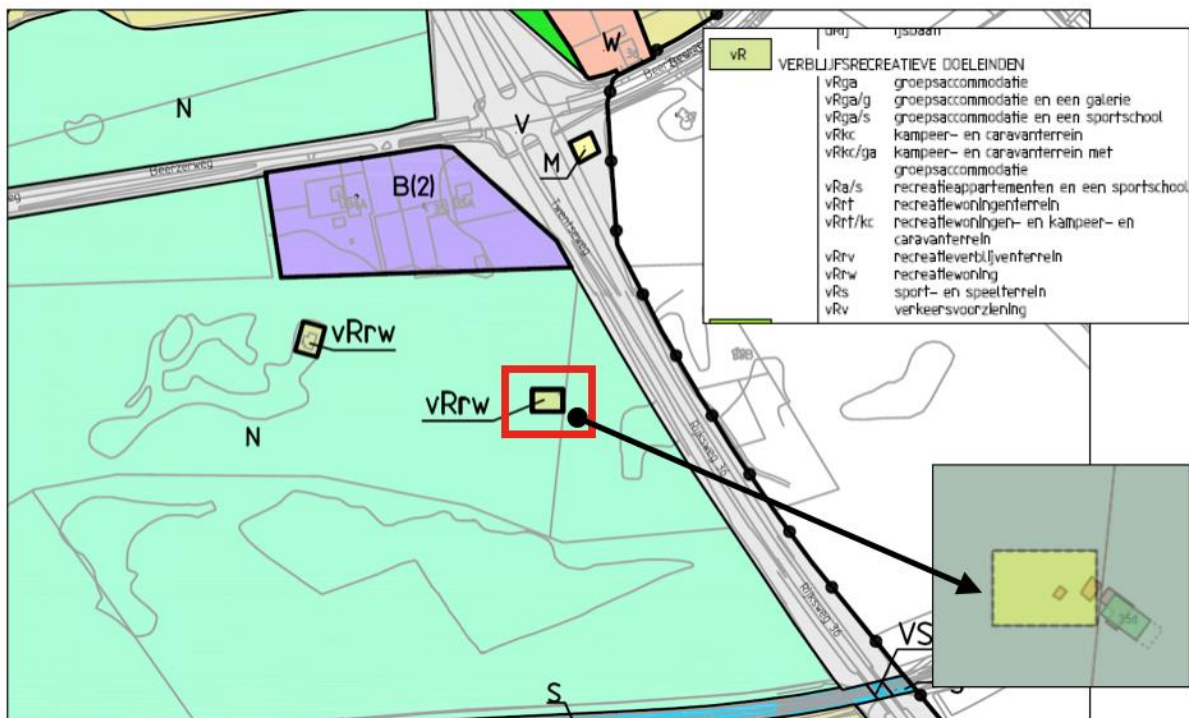 W
N
V
Beerzerweg
M
B(2)
Twentseweg
vRrw
vRrw
N
Rijksweg 36
Rijksweg 36
VS
S
vR
VERBLIJFSRECREATIEVE DOELEINDEN
vRga groepsaccommodatie
vRga/g groepsaccommodatie en een galerie
vRga/s groepsaccommodatie en een sportschool
vRkc kampeer- en caravanterrein
vRkc/ga kampeer- en caravanterrein met
groepsaccommodatie
vRa/s recreatieappartementen en een sportschool
vRrt recreatiewoningenterrein
vRrt/kc recreatiewoningen- en kampeer- en
caravanterrein
vRrv recreatieverblijventerrein
vRrw recreatiewoning
vRs sport- en speelterrein
vRv verkeersvoorziening